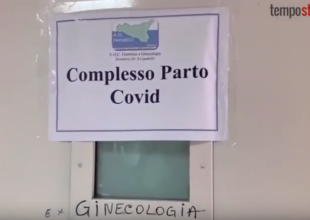 tempost
Complesso Parto
Covid
Ex GINECOLOGIA